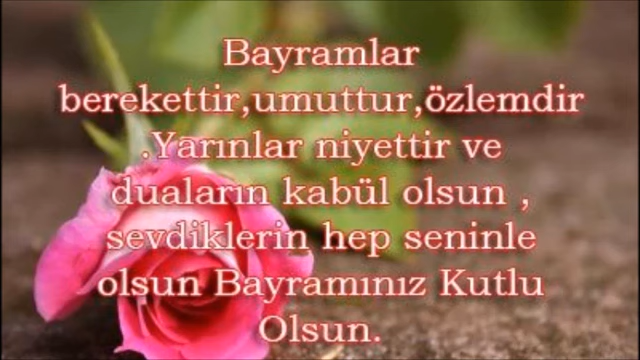 Bayramlar
berekettir,umuttur,özlemdir
.Yarınlar niyettir ve
duaların kabül olsun ,
sevdiklerin hep seninle
olsun Bayramınız Kutlu
Olsun.